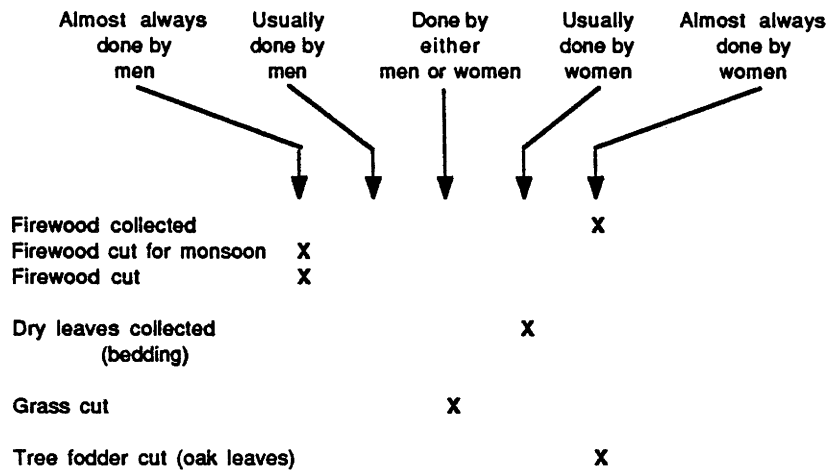 Almost always done by men
Usually done by men
Done by either men or women
Usually done by women
Almost always done by women
Firewood collected X
Firewood cut for monsoon X
Firewood cut X
Dry leaves collected X
(bedding)
Grass cut X
Tree fodder cut (oak leaves) X